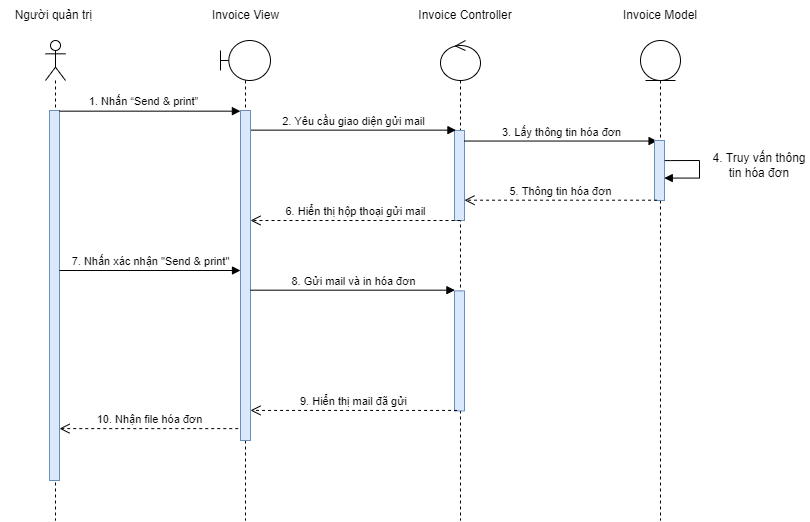 Người quản trị
Invoice View
Invoice Controller
Invoice Model
1. Nhấn “Send & print”
2. Yêu cầu giao diện gửi mail
3. Lấy thông tin hóa đơn
4. Truy vấn thông
tin hóa đơn
5. Thông tin hóa đơn
6. Hiển thị hộp thoại gửi mail
7. Nhấn xác nhận "Send & print"
8. Gửi mail và in hóa đơn
9. Hiển thị mail đã gửi
10. Nhận file hóa đơn